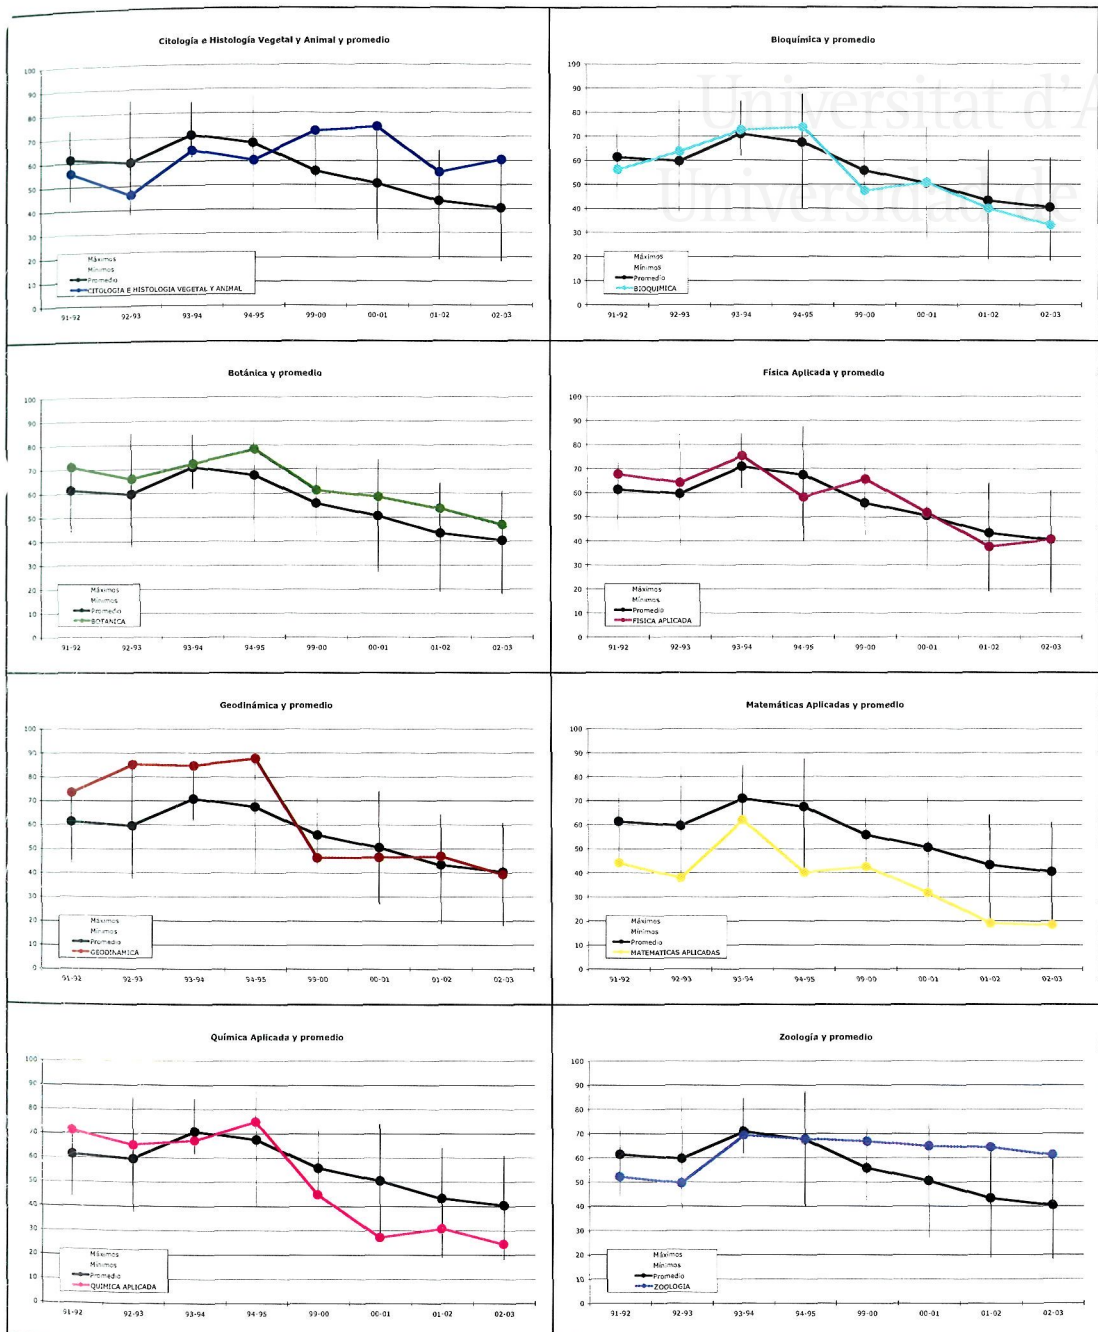 Universitat d'A
Universidad de
Citología e Histología Vegetal y Animal y promedio
100
90
80
70
60
50
40
30
20
10
0
Máximos
Mínimos
Promedio
CITOLOGIA E HISTOLOGIA VEGETAL Y ANIMAL
91-92 92-93 93-94 94-95 99-00 00-01 01-02 02-03
Bioquímica y promedio
100
90
80
70
60
50
40
30
20
10
0
Máximos
Mínimos
Promedio
BIOQUIMICA
91-92 92-93 93-94 94-95 99-00 00-01 01-02 02-03
Botánica y promedio
100
90
80
70
60
50
40
30
20
10
0
Máximos
Mínimos
Promedio
BOTANICA
91-92 92-93 93-94 94-95 99-00 00-01 01-02 02-03
Física Aplicada y promedio
100
90
80
70
60
50
40
30
20
10
0
Máximos
Mínimos
Promedio
FISICA APLICADA
91-92 92-93 93-94 94-95 99-00 00-01 01-02 02-03
Geodinámica y promedio
100
90
80
70
60
50
40
30
20
10
0
Máximos
Mínimos
Promedio
GEODINAMICA
91-92 92-93 93-94 94-95 99-00 00-01 01-02 02-03
Matemáticas Aplicadas y promedio
100
90
80
70
60
50
40
30
20
10
0
Máximos
Mínimos
Promedio
MATEMATICAS APLICADAS
91-92 92-93 93-94 94-95 99-00 00-01 01-02 02-03
Química Aplicada y promedio
100
90
80
70
60
50
40
30
20
10
0
Máximos
Mínimos
Promedio
QUIMICA APLICADA
91-92 92-93 93-94 94-95 99-00 00-01 01-02 02-03
Zoología y promedio
100
90
80
70
60
50
40
30
20
10
0
Máximos
Mínimos
Promedio
ZOOLOGIA
91-92 92-93 93-94 94-95 99-00 00-01 01-02 02-03